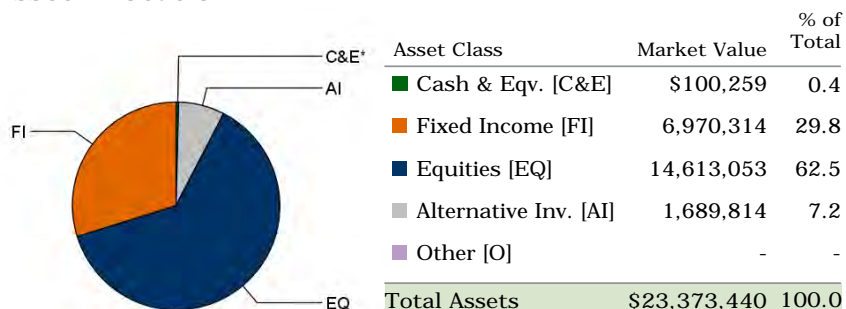 C&E*
AI
FI
EQ
% of
Asset Class Market Value Total
Cash & Eqv. [C&E] $100,259 0.4
Fixed Income [FI] 6,970,314 29.8
Equities [EQ] 14,613,053 62.5
Alternative Inv. [AI] 1,689,814 7.2
Other [O] - -
Total Assets $23,373,440 100.0